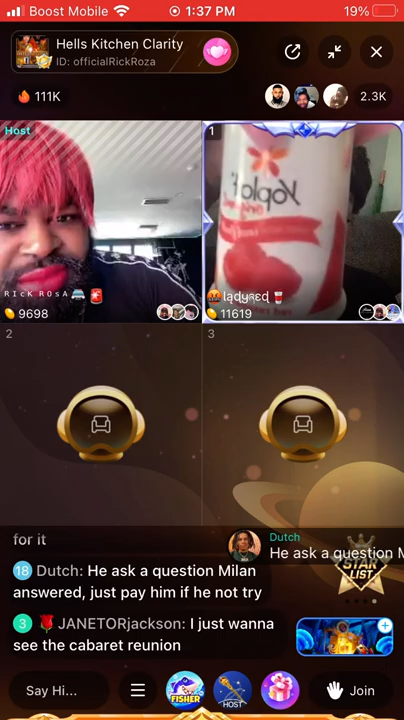 Boost Mobile
1:37 PM
19%
Hells Kitchen Clarity
ID: officialRickRoza
111K
2.3K
Host
1
Yoplait
RIcK ROsA
9698
ląɖყཞɛɖ
11619
2
3
for it
Dutch
He ask a question M
18 Dutch: He ask a question Milan
answered, just pay him if he not try
STAR
LIST
3 JANETORjackson: I just wanna
see the cabaret reunion
Say Hi...
FISHER
HOST
Join